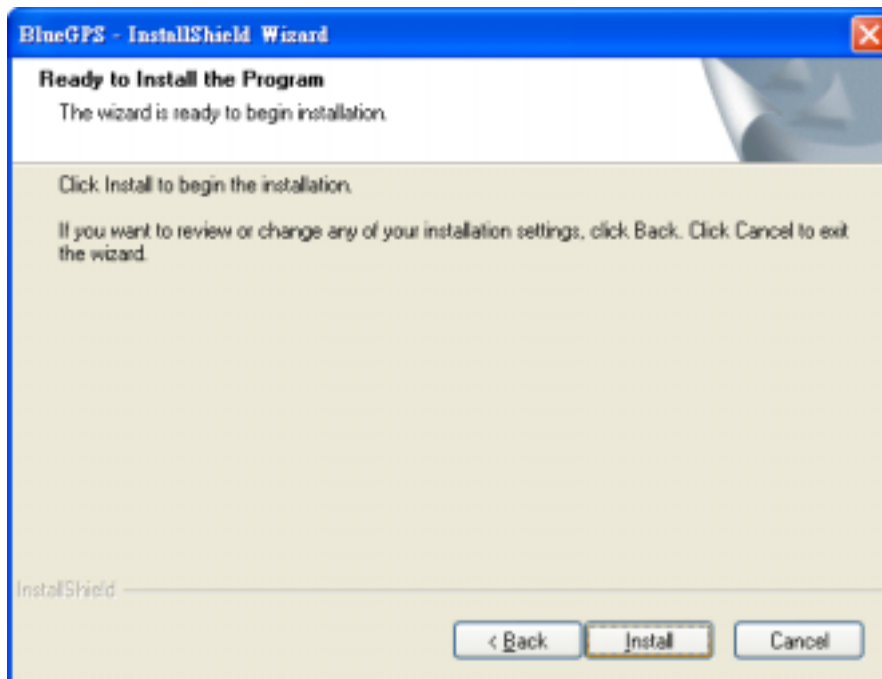 BlueGPS - InstallShield Wizard
Ready to Install the Program
The wizard is ready to begin installation.
Click Install to begin the installation.
If you want to review or change any of your installation settings, click Back. Click Cancel to exit
the wizard.
InstallShield
< Back
Install
Cancel